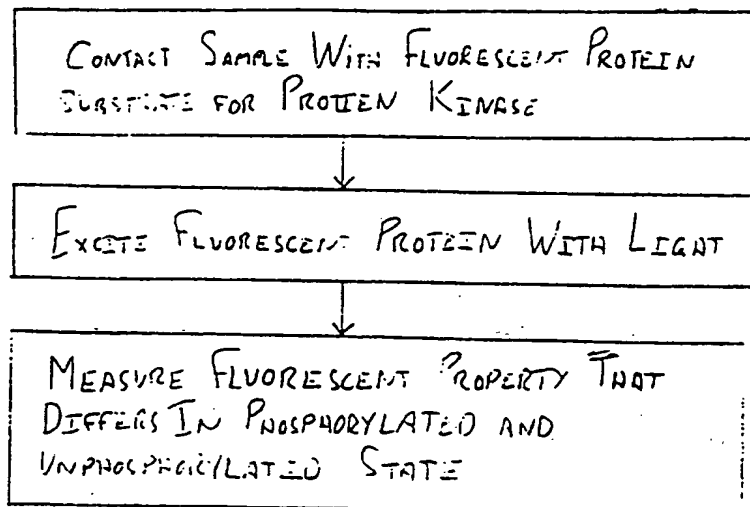 CONTACT SAMPLE WITH FLUORESCENT PROTEIN
SUBSTRATE FOR PROTIEN KINASE
EXCITE FLUORESCENT PROTEIN WITH LIGHT
MEASURE FLUORESCENT PROPERTY THAT
DIFFERS IN PHOSPHORYLATED AND
UNPHOSPHORYLATED STATE